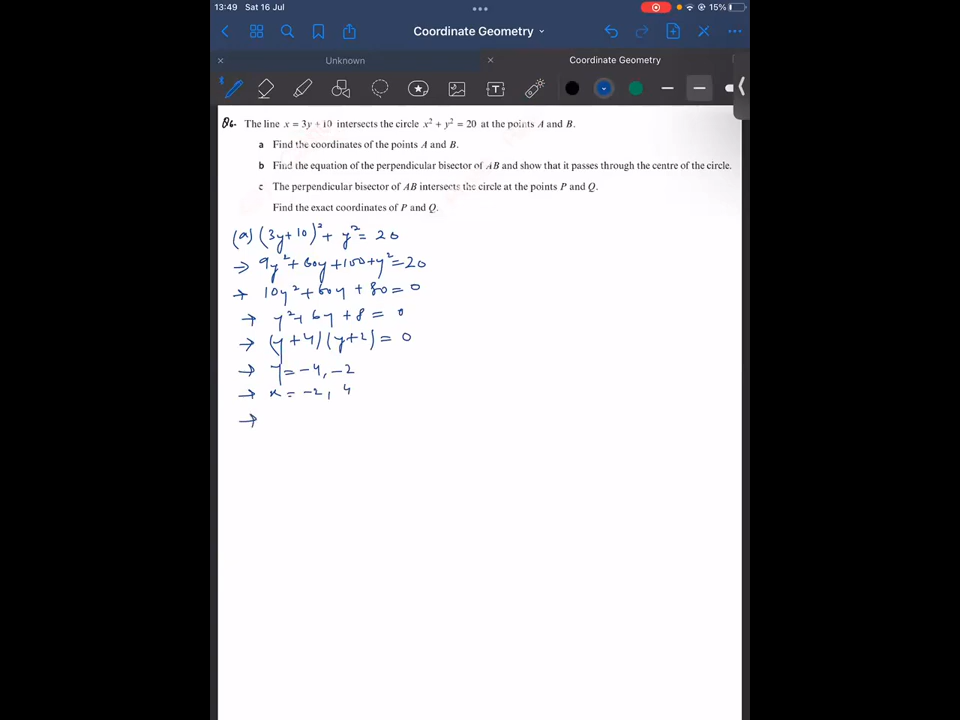 13:49 Sat 16 Jul 15%
Coordinate Geometry
Unknown Coordinate Geometry
Q6. The line x = 3y + 10 intersects the circle x² + y² = 20 at the points A and B.
a Find the coordinates of the points A and B.
b Find the equation of the perpendicular bisector of AB and show that it passes through the centre of the circle.
c The perpendicular bisector of AB intersects the circle at the points P and Q.
Find the exact coordinates of P and Q.
(a) (3y+10)² + y² = 20
→ 9y² + 60y + 100 + y² = 20
→ 10y² + 60y + 80 = 0
→ y² + 6y + 8 = 0
→ (y+4)(y+2) = 0
→ y = -4, -2
→ x = -2, 4
→